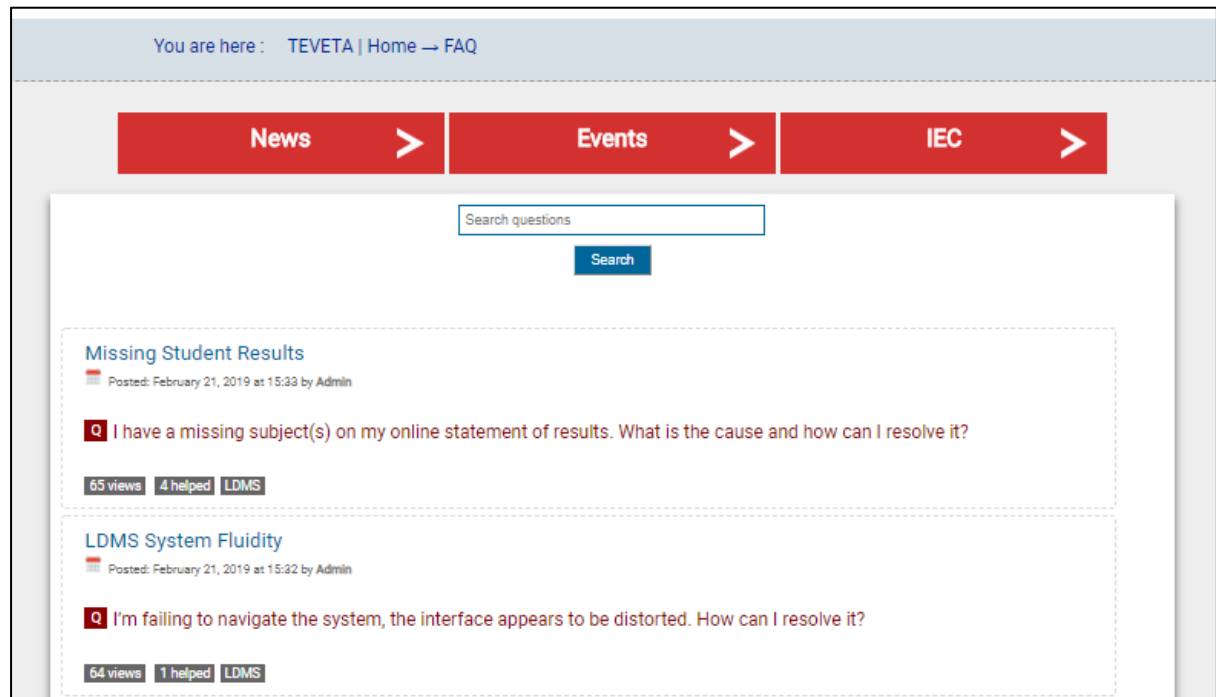 You are here : TEVETA | Home → FAQ
News > Events > IEC >
Search questions
Search
Missing Student Results
Posted: February 21, 2019 at 15:33 by Admin
Q I have a missing subject(s) on my online statement of results. What is the cause and how can I resolve it?
65 views 4 helped LDMS
LDMS System Fluidity
Posted: February 21, 2019 at 15:32 by Admin
Q I'm failing to navigate the system, the interface appears to be distorted. How can I resolve it?
64 views 1 helped LDMS